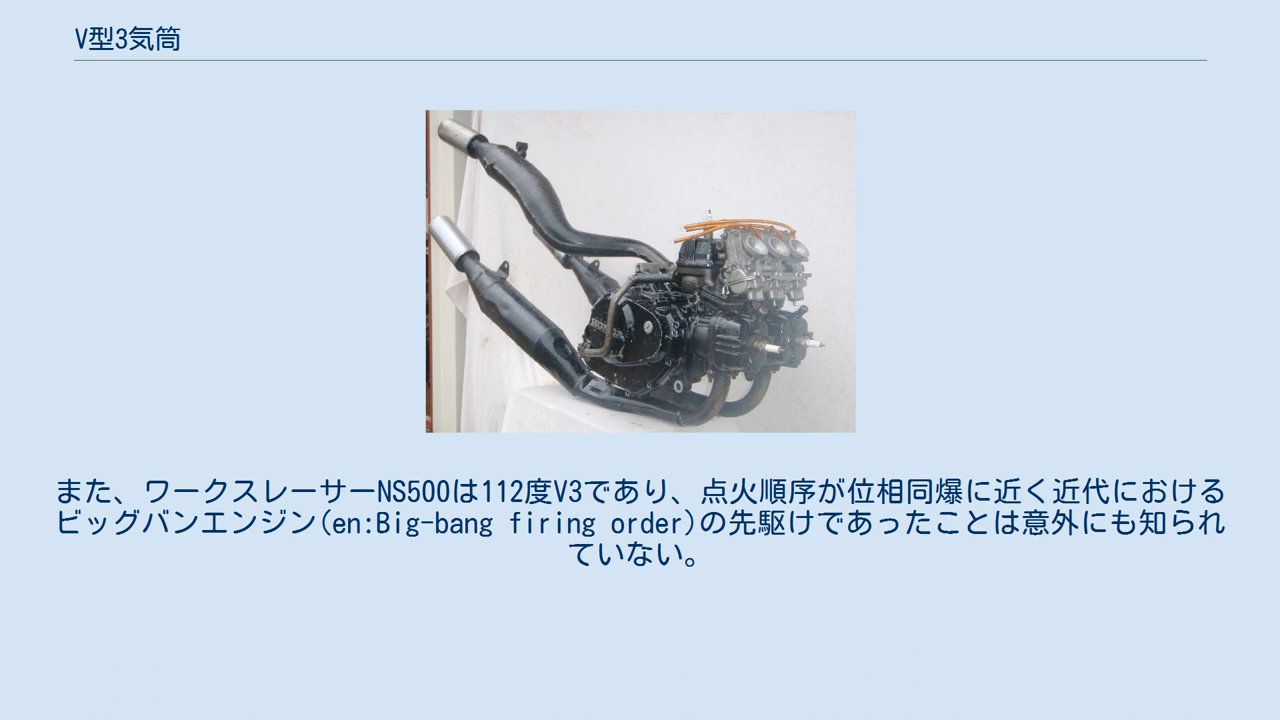 V型3気筒
また、ワークスレーサーNS500は112度V3であり、点火順序が位相同爆に近く近代における
ビッグバンエンジン(en:Big-bang firing order)の先駆けであったことは意外にも知られ
ていない。